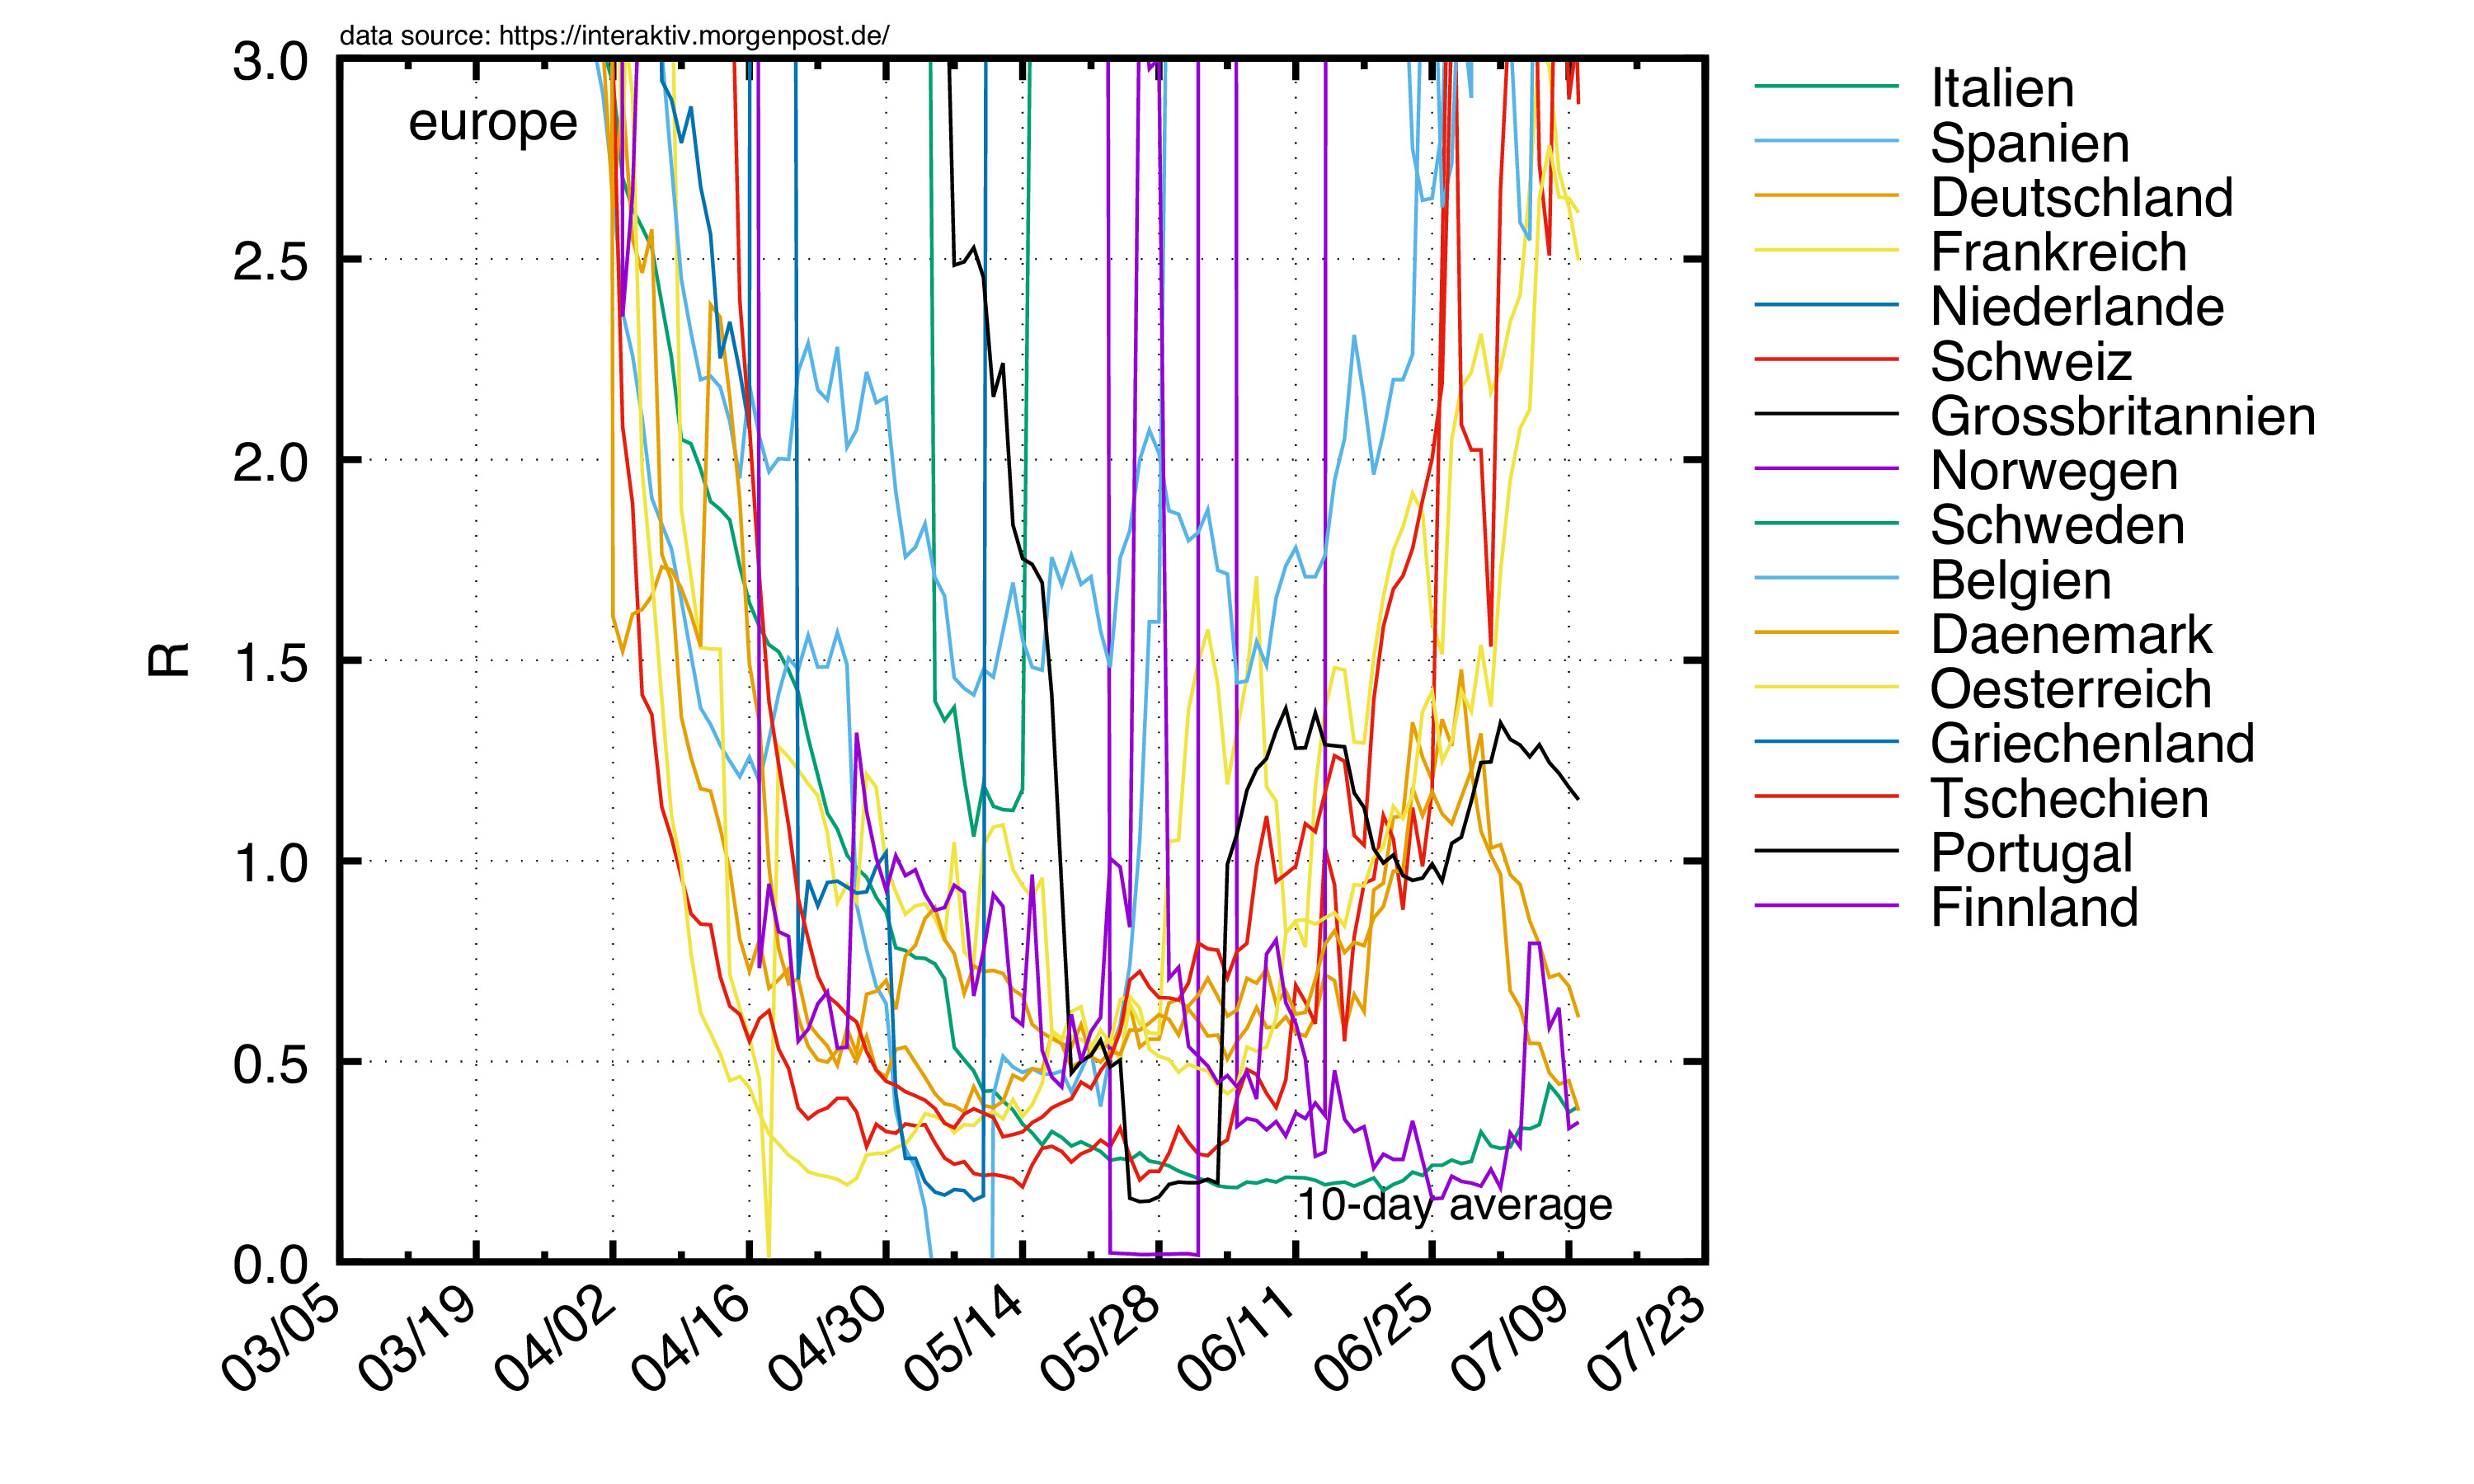 data source: https://interaktiv.morgenpost.de/
europe
3.0
2.5
2.0
1.5
1.0
0.5
0.0
R
10-day average
03/05
03/19
04/02
04/16
04/30
05/14
05/28
06/11
06/25
07/09
07/23
Italien
Spanien
Deutschland
Frankreich
Niederlande
Schweiz
Grossbritannien
Norwegen
Schweden
Belgien
Daenemark
Oesterreich
Griechenland
Tschechien
Portugal
Finnland